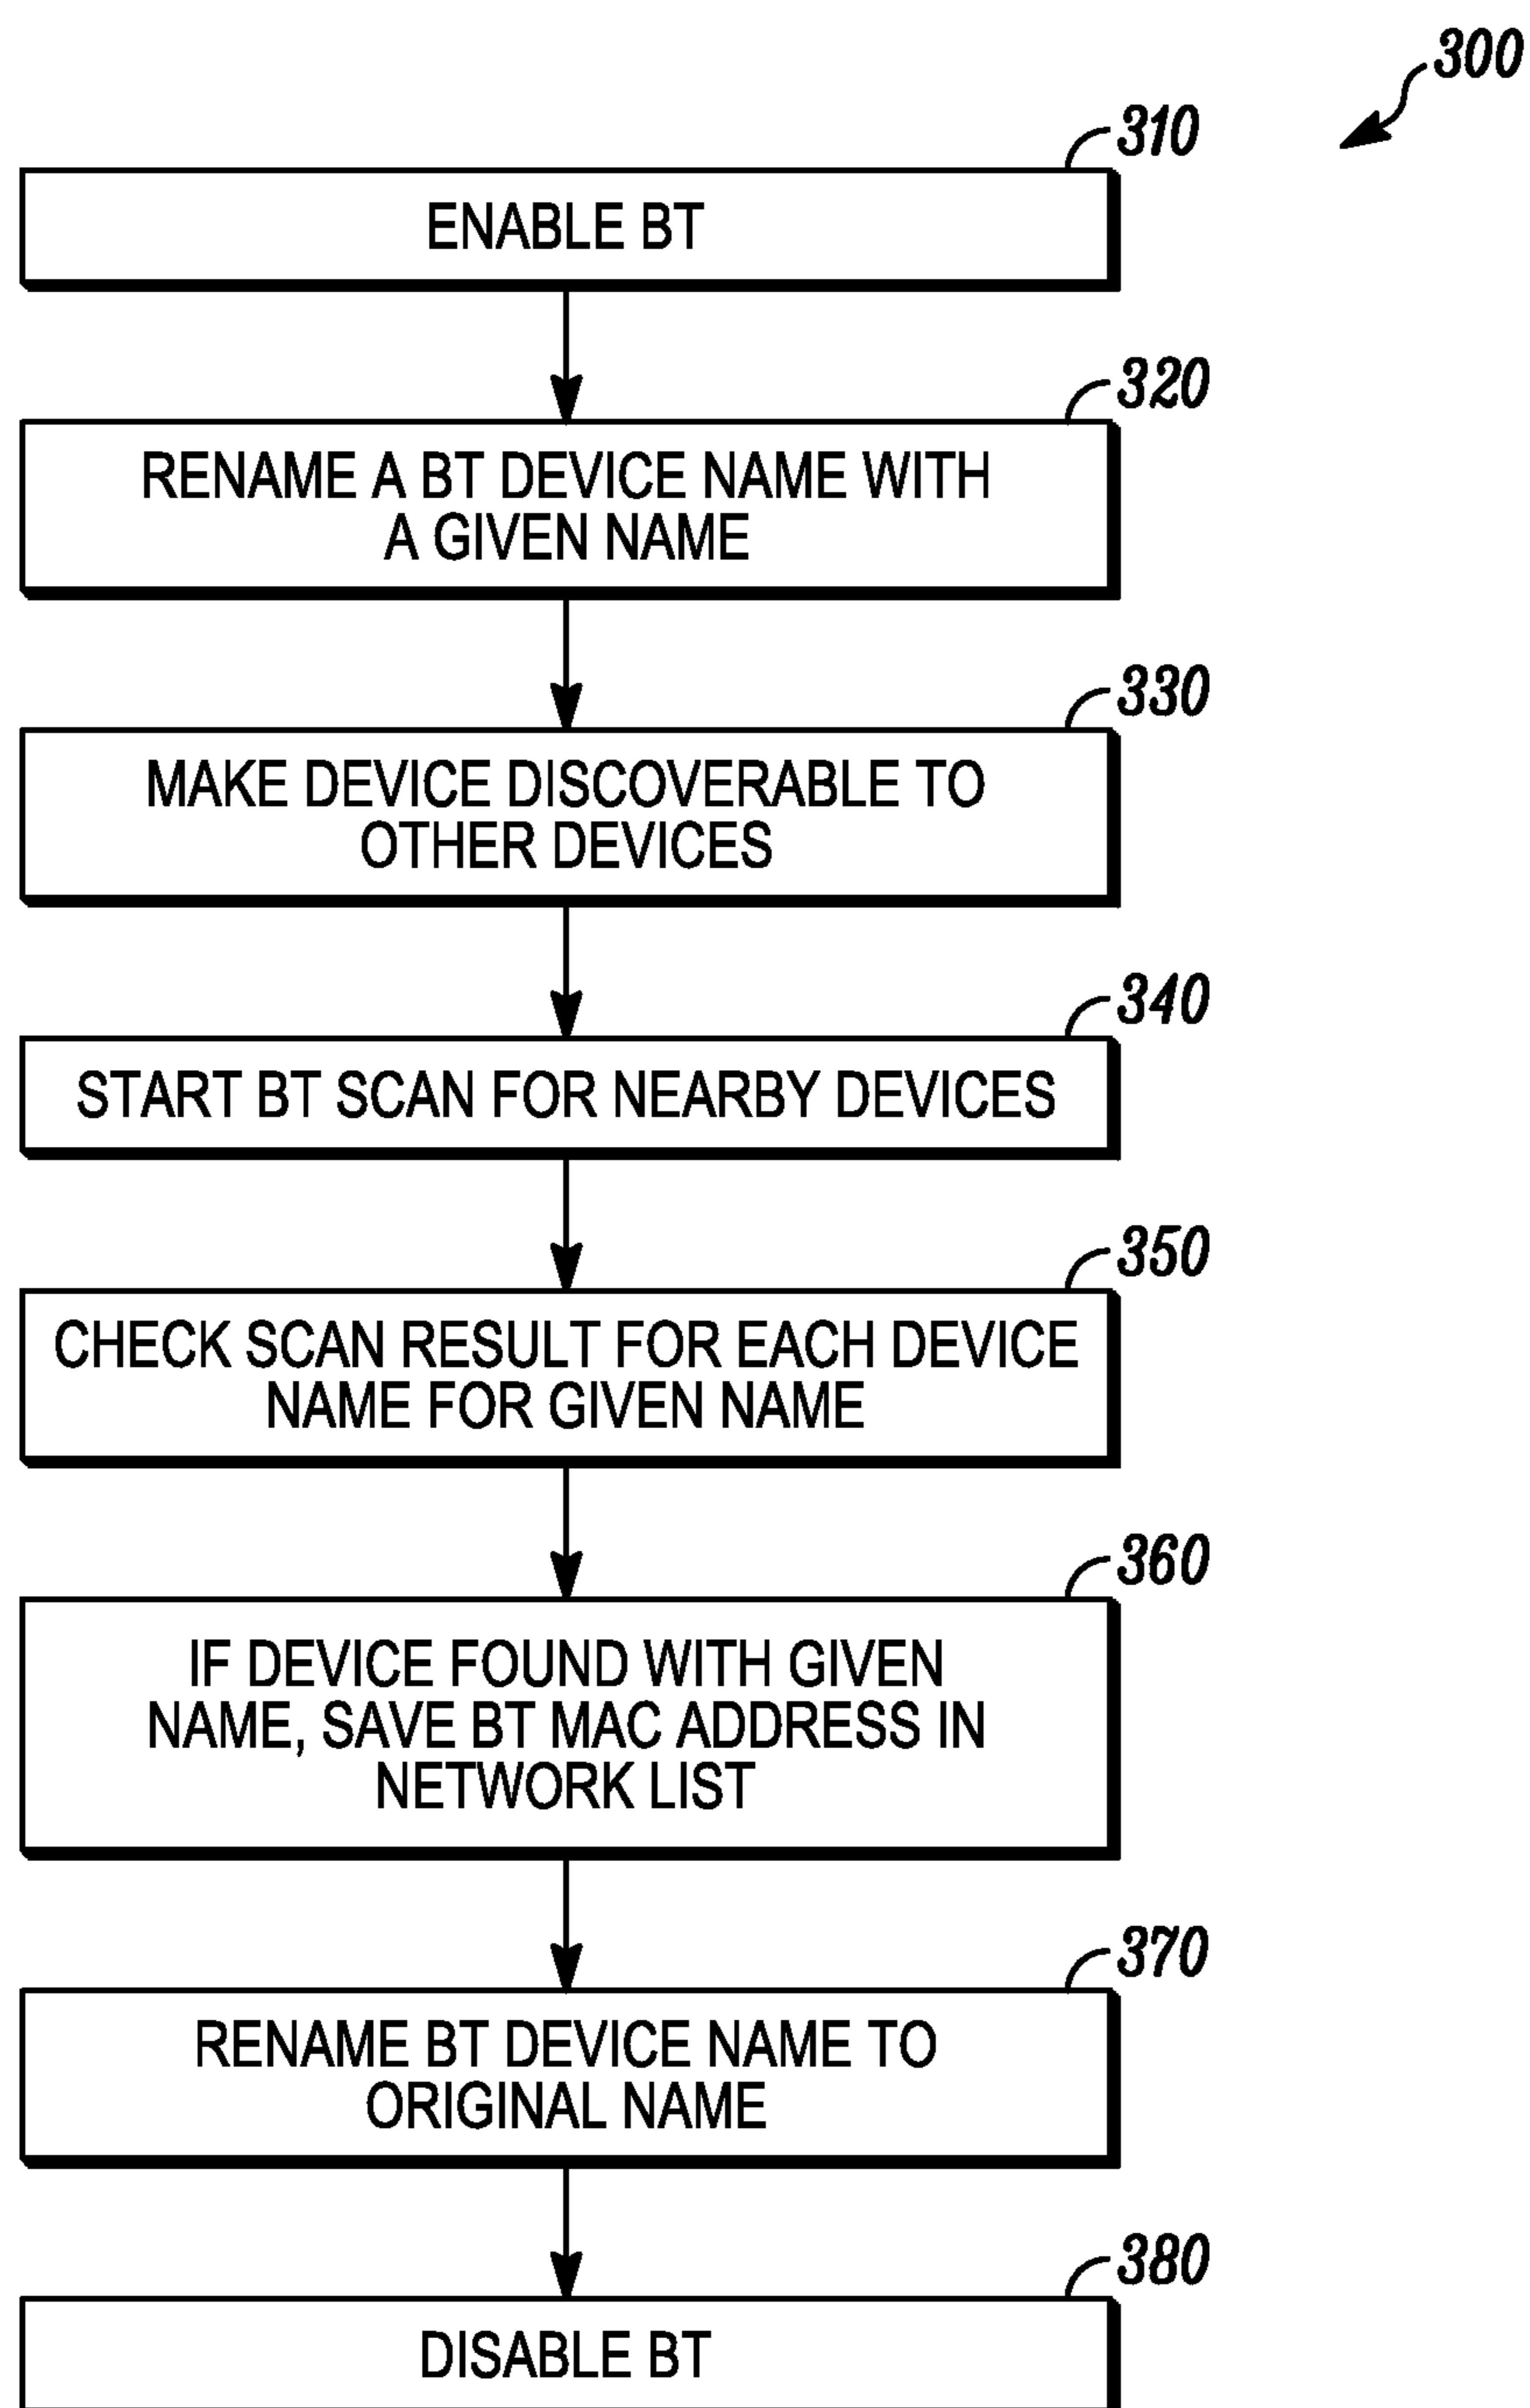 300
310
ENABLE BT
320
RENAME A BT DEVICE NAME WITH
A GIVEN NAME
330
MAKE DEVICE DISCOVERABLE TO
OTHER DEVICES
340
START BT SCAN FOR NEARBY DEVICES
350
CHECK SCAN RESULT FOR EACH DEVICE
NAME FOR GIVEN NAME
360
IF DEVICE FOUND WITH GIVEN
NAME, SAVE BT MAC ADDRESS IN
NETWORK LIST
370
RENAME BT DEVICE NAME TO
ORIGINAL NAME
380
DISABLE BT